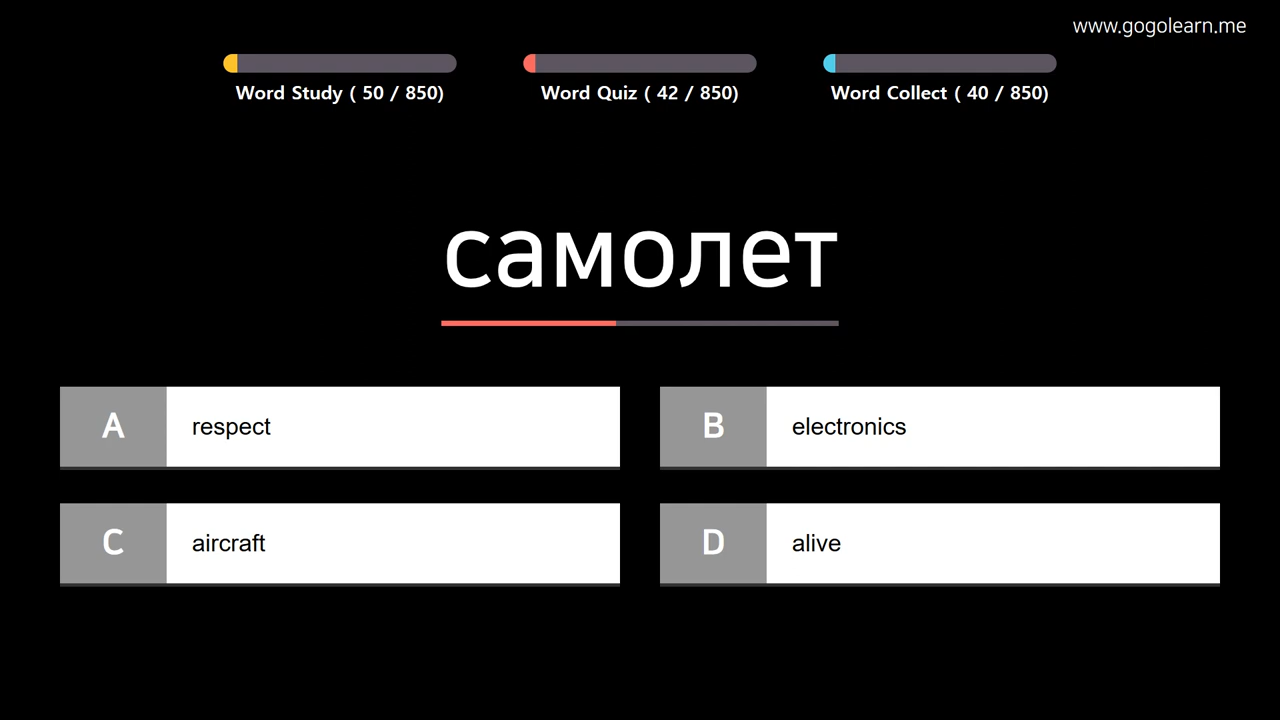 www.gogolearn.me
Word Study ( 50 / 850)
Word Quiz ( 42 / 850)
Word Collect ( 40 / 850)
самолет
A respect
B electronics
C aircraft
D alive